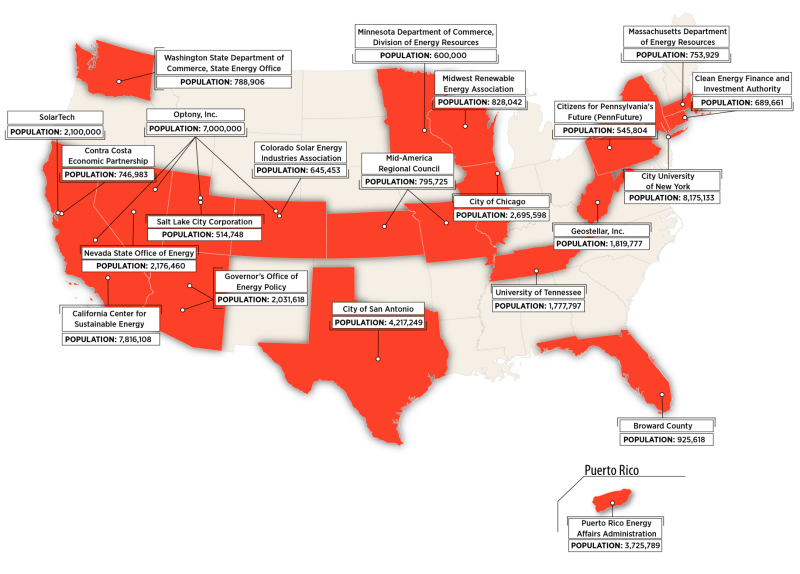 Minnesota Department of Commerce,
Division of Energy Resources
POPULATION: 600,000
Massachusetts Department
of Energy Resources
POPULATION: 753,929
Washington State Department of
Commerce, State Energy Office
POPULATION: 788,906
Midwest Renewable
Energy Association
POPULATION: 828,042
Clean Energy Finance and
Investment Authority
POPULATION: 689,661
SolarTech
POPULATION: 2,100,000
Optony, Inc.
POPULATION: 7,000,000
Citizens for Pennsylvania's
Future (PennFuture)
POPULATION: 545,804
Contra Costa
Economic Partnership
POPULATION: 746,983
Colorado Solar Energy
Industries Association
POPULATION: 645,453
Mid-America
Regional Council
POPULATION: 795,725
City University
of New York
POPULATION: 8,175,133
City of Chicago
POPULATION: 2,695,598
Salt Lake City Corporation
POPULATION: 514,748
Geostellar, Inc.
POPULATION: 1,819,777
Nevada State Office of Energy
POPULATION: 2,176,460
Governor's Office of
Energy Policy
POPULATION: 2,031,618
University of Tennessee
POPULATION: 1,777,797
California Center for
Sustainable Energy
POPULATION: 7,816,108
City of San Antonio
POPULATION: 4,217,249
Broward County
POPULATION: 925,618
Puerto Rico
Puerto Rico Energy
Affairs Administration
POPULATION: 3,725,789